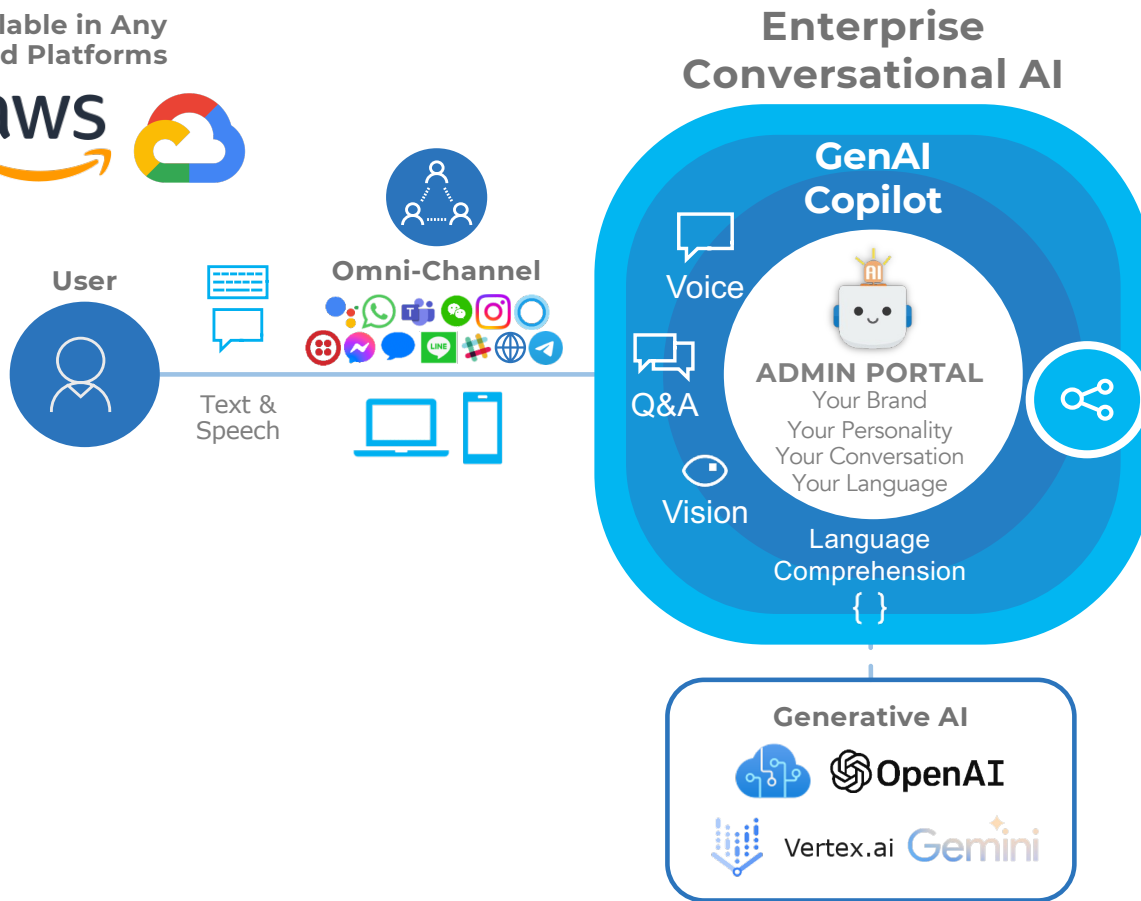 lable in Any
d Platforms
aws
Enterprise
Conversational AI
GenAI
Copilot
User
Text &
Speech
Omni-Channel
LINE
Voice
Q&A
Vision
AI
ADMIN PORTAL
Your Brand
Your Personality
Your Conversation
Your Language
Language
Comprehension
{ }
Generative AI
OpenAI
Vertex.ai
Gemini